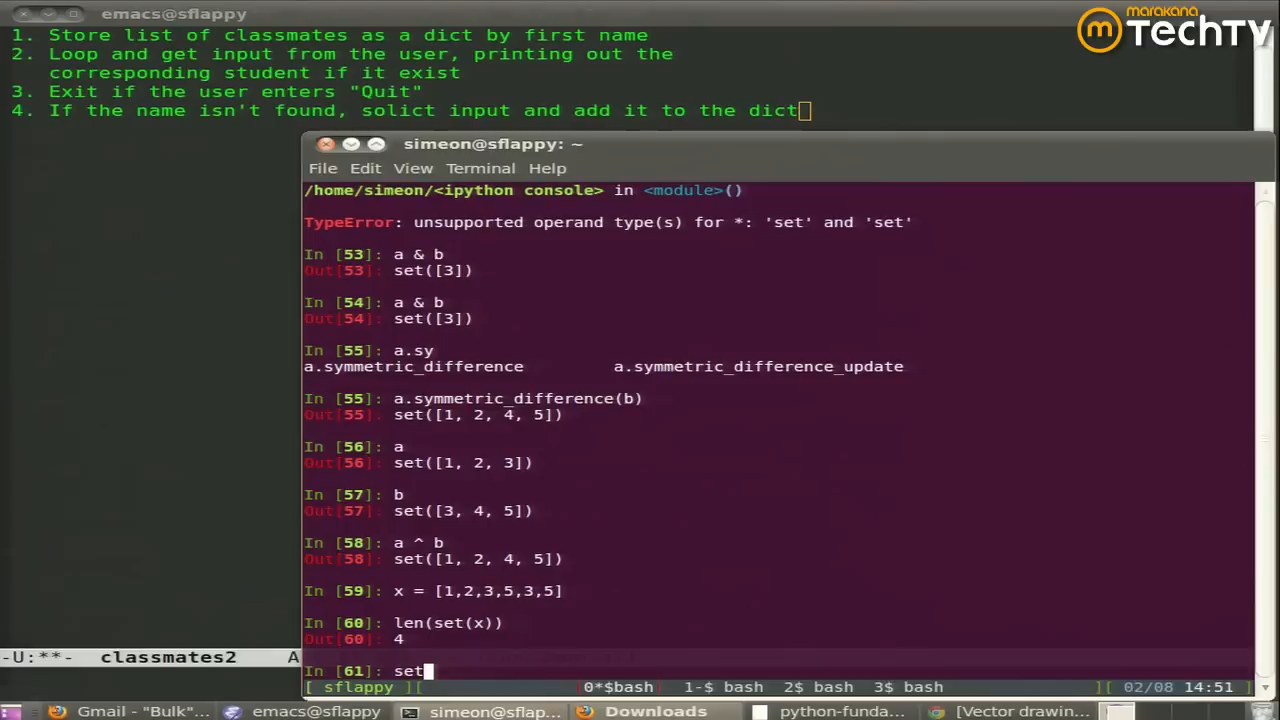 emacs@sflappy
marakana
TechTV
1. Store list of classmates as a dict by first name
2. Loop and get input from the user, printing out the
corresponding student if it exist
3. Exit if the user enters "Quit"
4. If the name isn't found, solict input and add it to the dict
simeon@sflappy: ~
File Edit View Terminal Help
/home/simeon/<ipython console> in <module>()
TypeError: unsupported operand type(s) for *: 'set' and 'set'
In [53]: a & b
Out[53]: set([3])
In [54]: a & b
Out[54]: set([3])
In [55]: a.sy
a.symmetric_difference a.symmetric_difference_update
In [55]: a.symmetric_difference(b)
Out[55]: set([1, 2, 4, 5])
In [56]: a
Out[56]: set([1, 2, 3])
In [57]: b
Out[57]: set([3, 4, 5])
In [58]: a ^ b
Out[58]: set([1, 2, 4, 5])
In [59]: x = [1,2,3,5,3,5]
In [60]: len(set(x))
Out[60]: 4
-U:**- classmates2 A
In [61]: set
[ sflappy ][ 0*$bash 1-$ bash 2$ bash 3$ bash ][ 02/08 14:51 ]
Gmail - "Bulk"... emacs@sflappy simeon@sflap... Downloads python-funda... [Vector drawin...